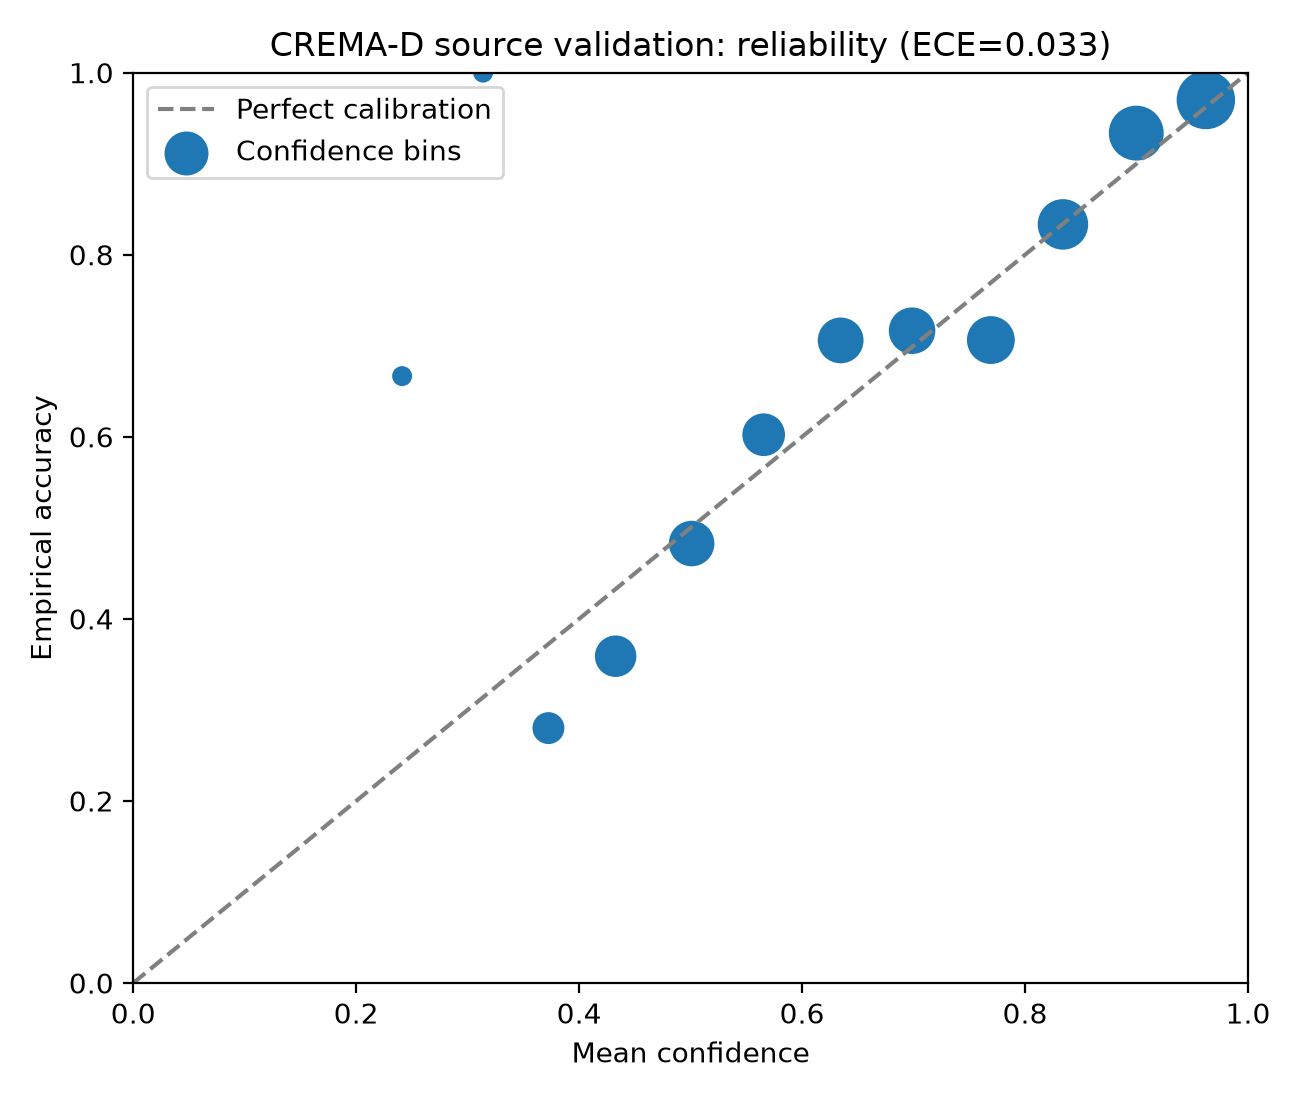 CREMA-D source validation: reliability (ECE=0.033)
Perfect calibration
Confidence bins
Empirical accuracy
1.0
0.8
0.6
0.4
0.2
0.0
0.0 0.2 0.4 0.6 0.8 1.0
Mean confidence